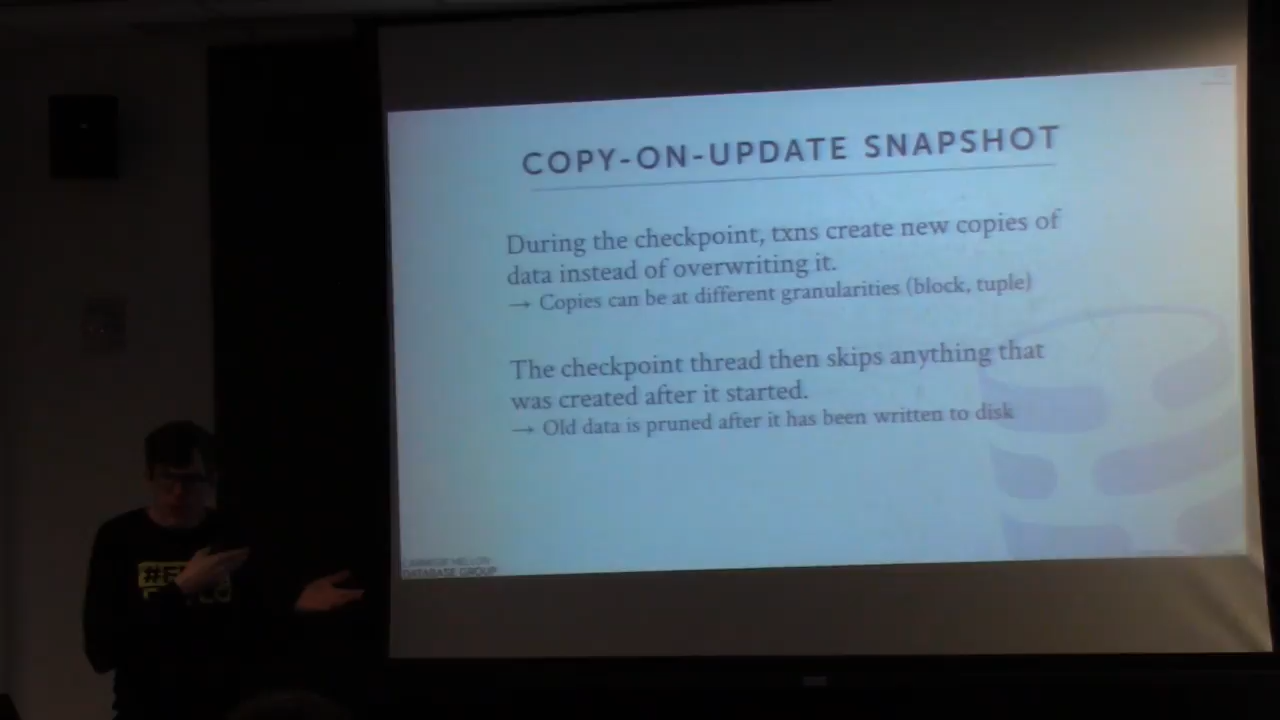 COPY-ON-UPDATE SNAPSHOT
During the checkpoint, txns create new copies of
data instead of overwriting it.
→ Copies can be at different granularities (block, tuple)
The checkpoint thread then skips anything that
was created after it started.
→ Old data is pruned after it has been written to disk
CARNEGIE MELLON
DATABASE GROUP